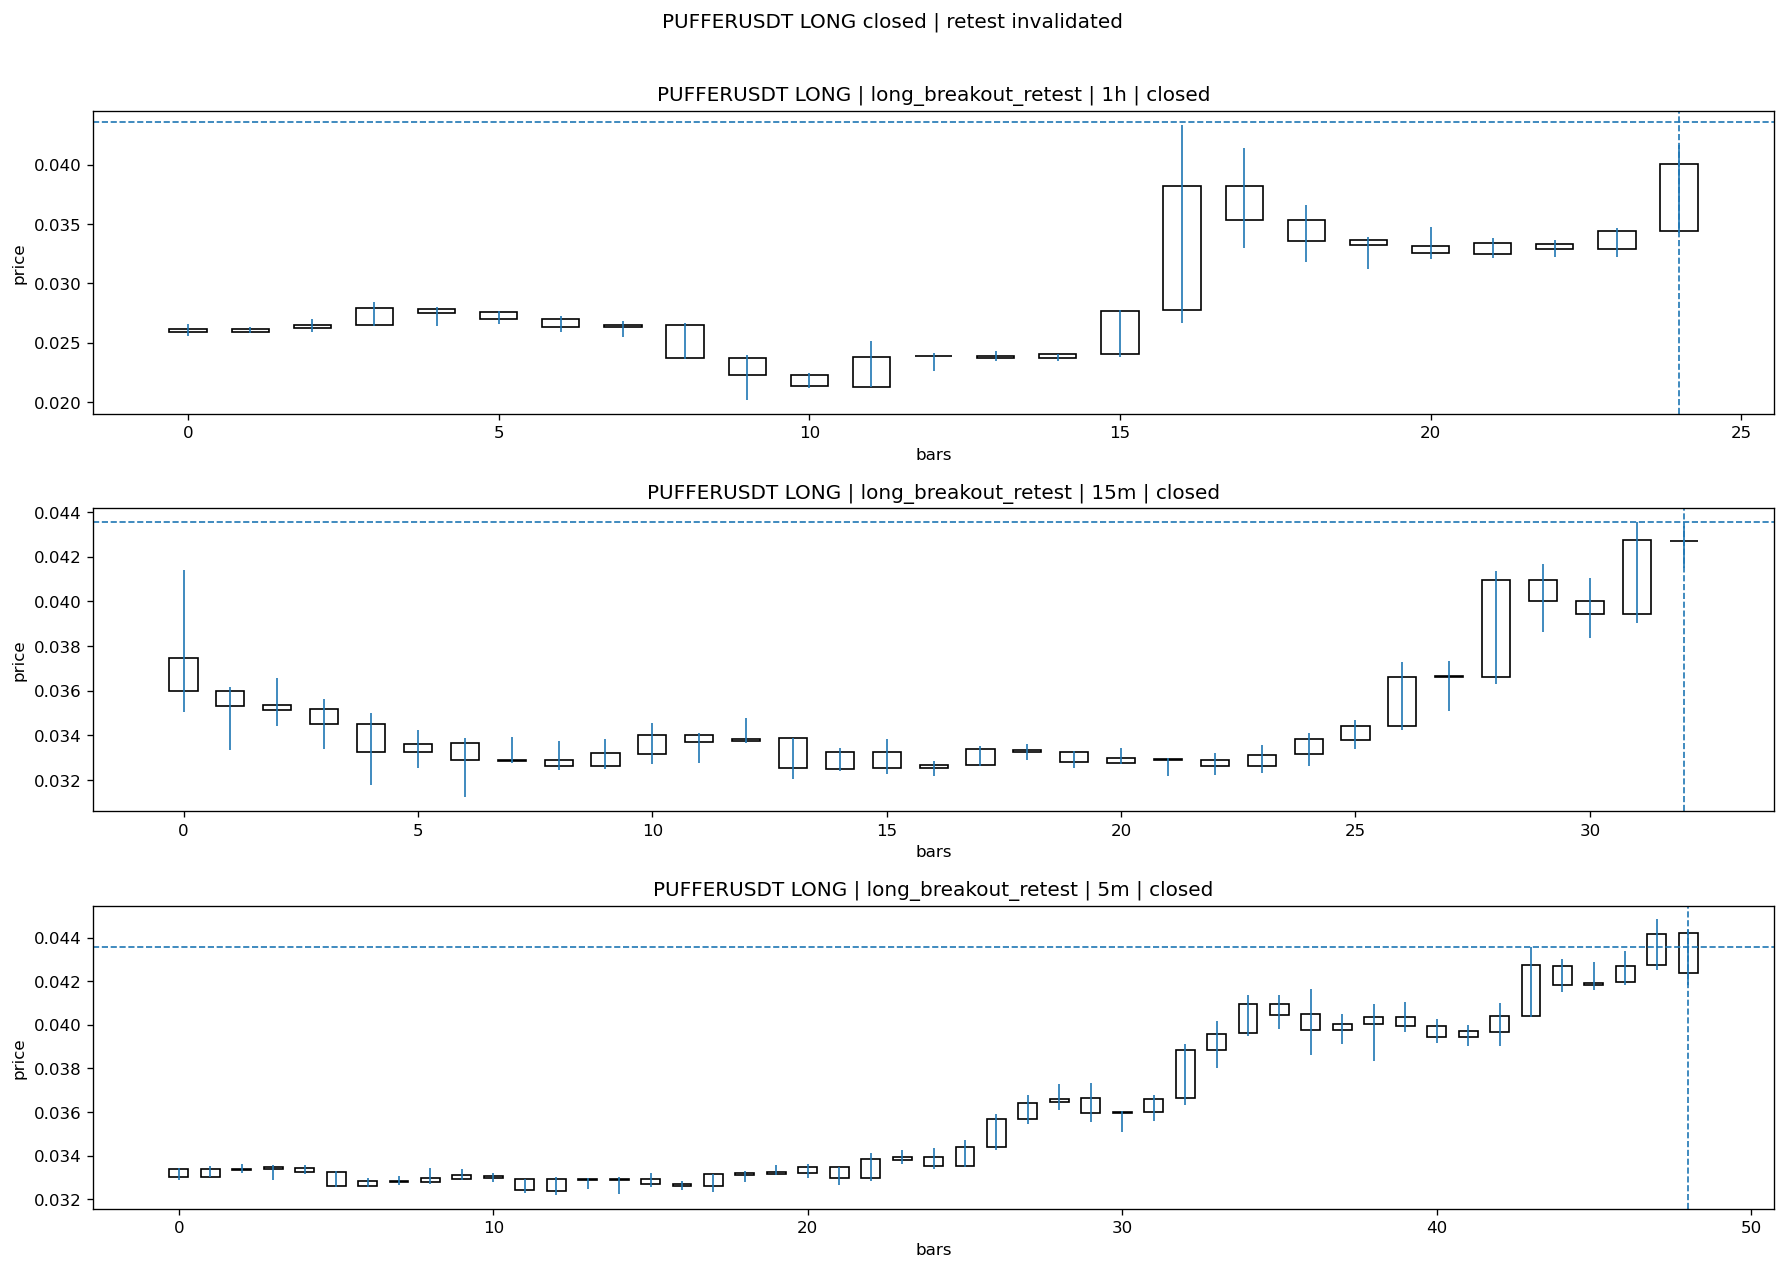 PUFFERUSDT LONG closed | retest invalidated
PUFFERUSDT LONG | long_breakout_retest | 1h | closed
price
0.040
0.035
0.030
0.025
0.020
0 5 10 15 20 25
bars
PUFFERUSDT LONG | long_breakout_retest | 15m | closed
price
0.044
0.042
0.040
0.038
0.036
0.034
0.032
0 5 10 15 20 25 30
bars
PUFFERUSDT LONG | long_breakout_retest | 5m | closed
price
0.044
0.042
0.040
0.038
0.036
0.034
0.032
0 10 20 30 40 50
bars